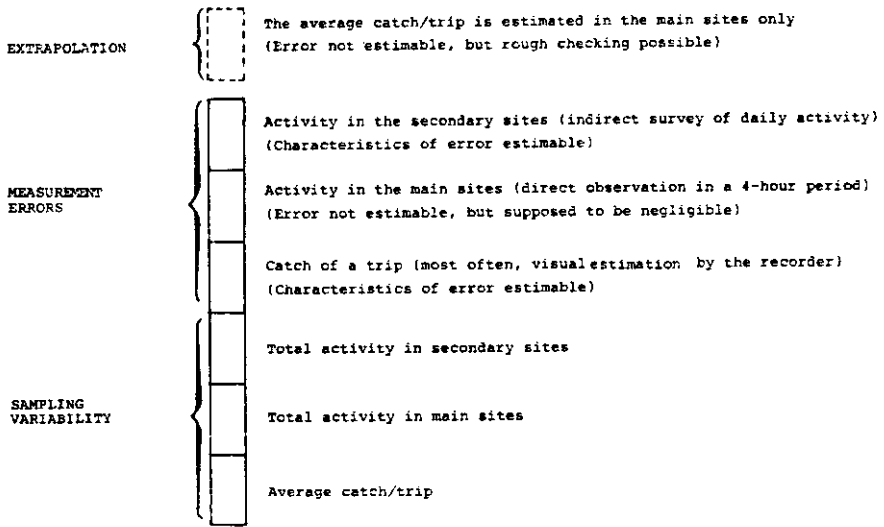 The average catch/trip is estimated in the main sites only
EXTRAPOLATION
(Error not estimable, but rough checking possible)
Activity in the secondary sites (indirect survey of daily activity)
(Characteristics of error estimable)
MEASUREMENT
ERRORS
Activity in the main sites (direct observation in a 4-hour period)
(Error not estimable, but supposed to be negligible)
Catch of a trip (most often, visual estimation by the recorder)
(Characteristics of error estimable)
Total activity in secondary sites
SAMPLING
VARIABILITY
Total activity in main sites
Average catch/trip